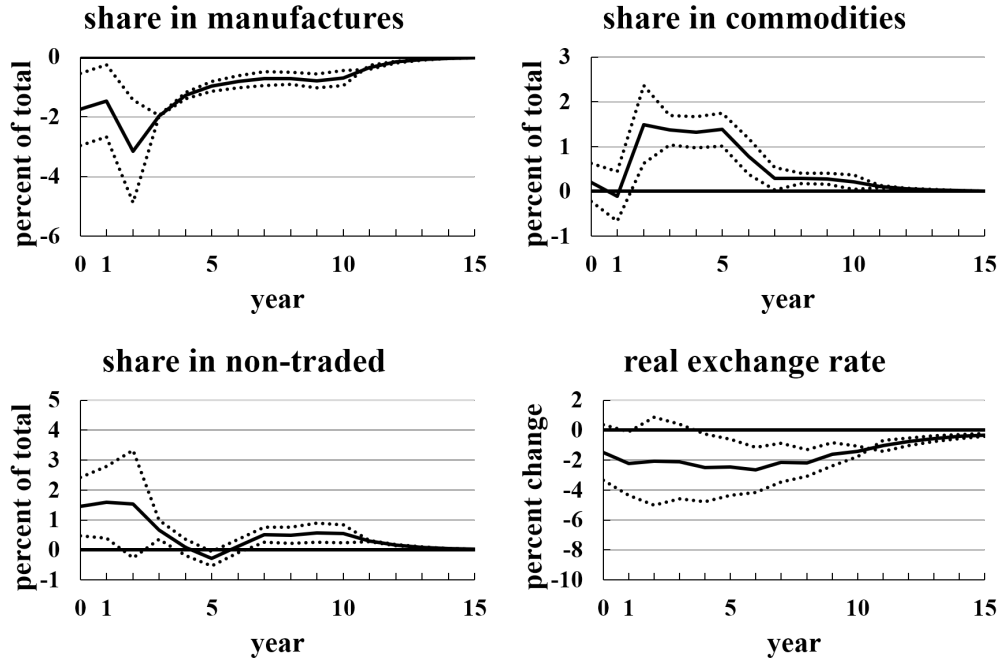 share in manufactures
percent of total
0
-2
-4
-6
0 1 5 10 15
year
share in commodities
percent of total
3
2
1
0
-1
0 1 5 10 15
year
share in non-traded
percent of total
5
4
3
2
1
0
-1
0 1 5 10 15
year
real exchange rate
percent change
2
0
-2
-4
-6
-8
-10
0 1 5 10 15
year